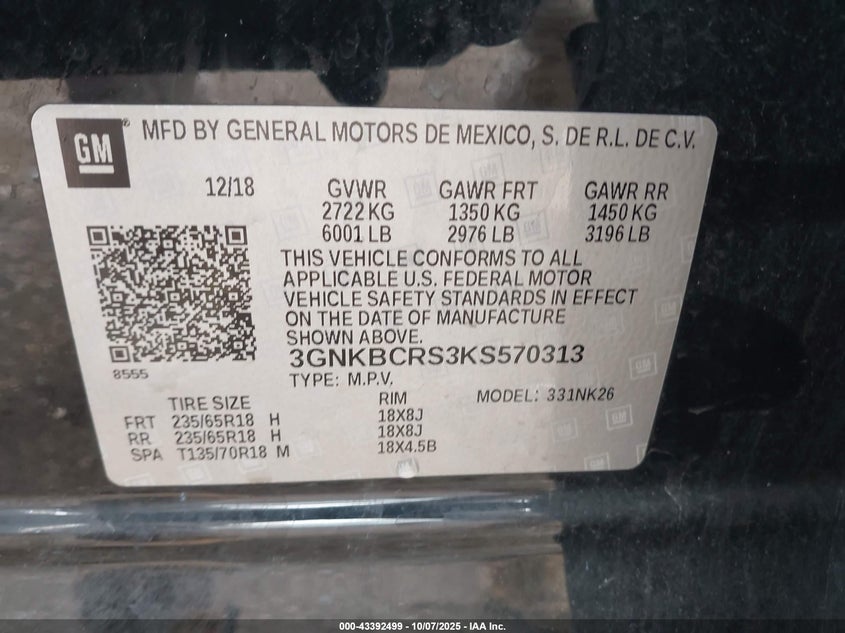 GM ® MFD BY GENERAL MOTORS DE MEXICO, S. DE R.L. DE C.V.
12/18 GVWR GAWR FRT GAWR RR
2722 KG 1350 KG 1450 KG
6001 LB 2976 LB 3196 LB
THIS VEHICLE CONFORMS TO ALL
APPLICABLE U.S. FEDERAL MOTOR
VEHICLE SAFETY STANDARDS IN EFFECT
ON THE DATE OF MANUFACTURE
SHOWN ABOVE.
3GNKBCRS3KS570313
8555
TYPE: M.P.V.
MODEL: 331NK26
TIRE SIZE RIM
FRT 235/65R18 H 18X8J
RR 235/65R18 H 18X8J
SPA T135/70R18 M 18X4.5B
000-43392499 - 10/07/2025 - IAA Inc.